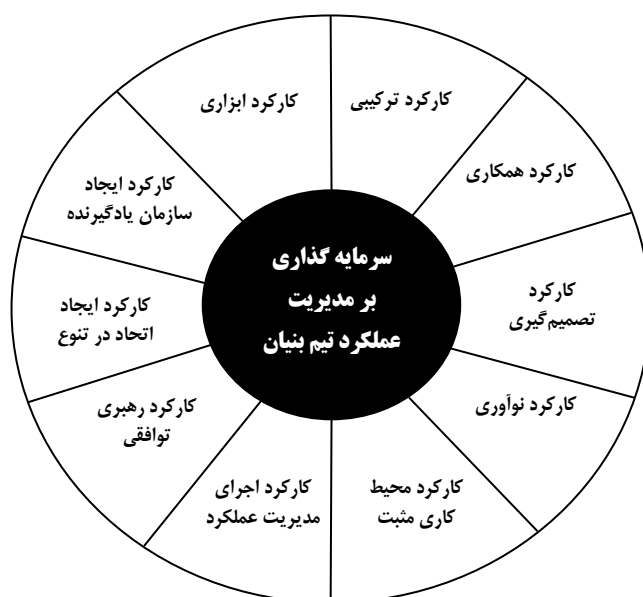 سرمایه گذاری
بر مدیریت
عملکرد تیم بنیان
کارکرد ترکیبی
کارکرد همکاری
کارکرد
تصمیم‌گیری
کارکرد نوآوری
کارکرد محیط
کاری مثبت
کارکرد اجرای
مدیریت عملکرد
کارکرد رهبری
توافقی
کارکرد ایجاد
اتحاد در تنوع
کارکرد ایجاد
سازمان یادگیرنده
کارکرد ابزاری